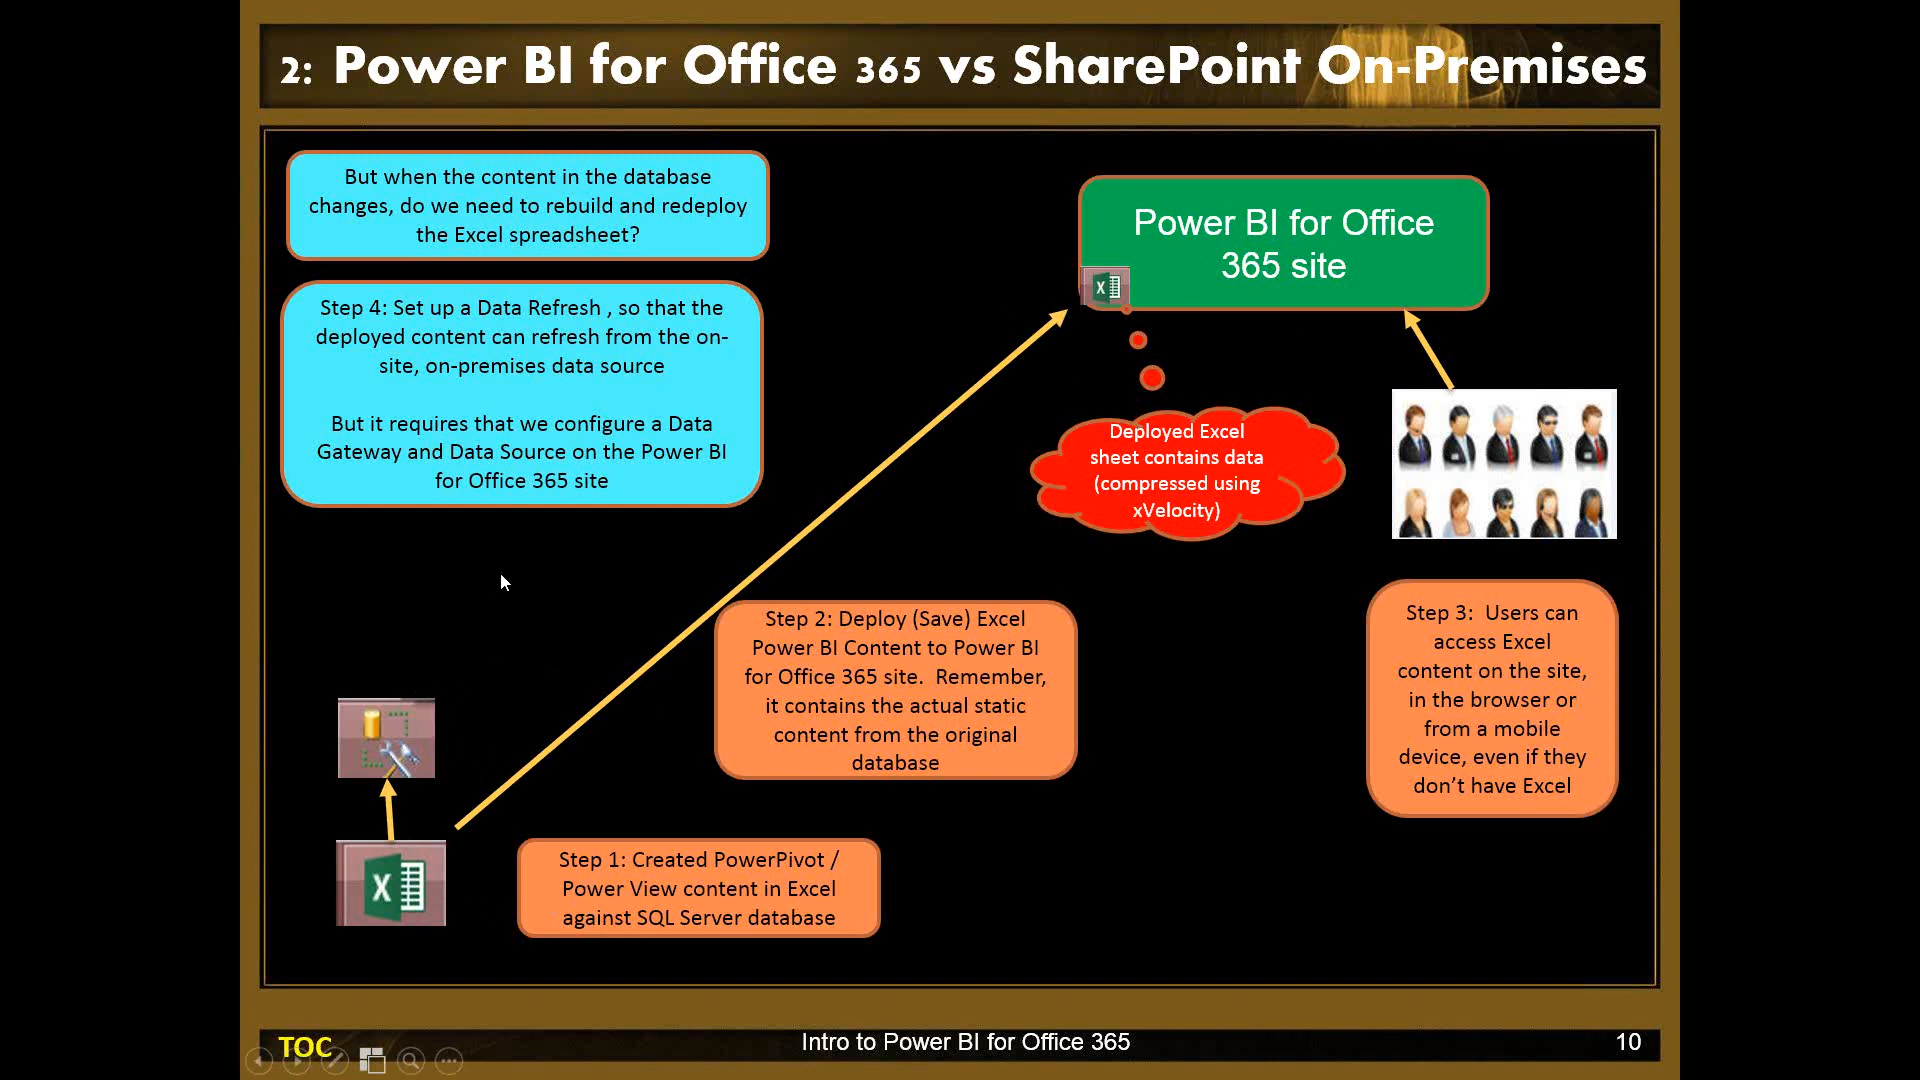 2: Power BI for Office 365 vs SharePoint On-Premises
But when the content in the database
changes, do we need to rebuild and redeploy
the Excel spreadsheet?
Step 4: Set up a Data Refresh , so that the
deployed content can refresh from the on-
site, on-premises data source
But it requires that we configure a Data
Gateway and Data Source on the Power BI
for Office 365 site
Power BI for Office
365 site
X
Deployed Excel
sheet contains data
(compressed using
xVelocity)
Step 2: Deploy (Save) Excel
Power BI Content to Power BI
for Office 365 site.  Remember,
it contains the actual static
content from the original
database
Step 3:  Users can
access Excel
content on the site,
in the browser or
from a mobile
device, even if they
don’t have Excel
X
Step 1: Created PowerPivot /
Power View content in Excel
against SQL Server database
TOC
Intro to Power BI for Office 365
10